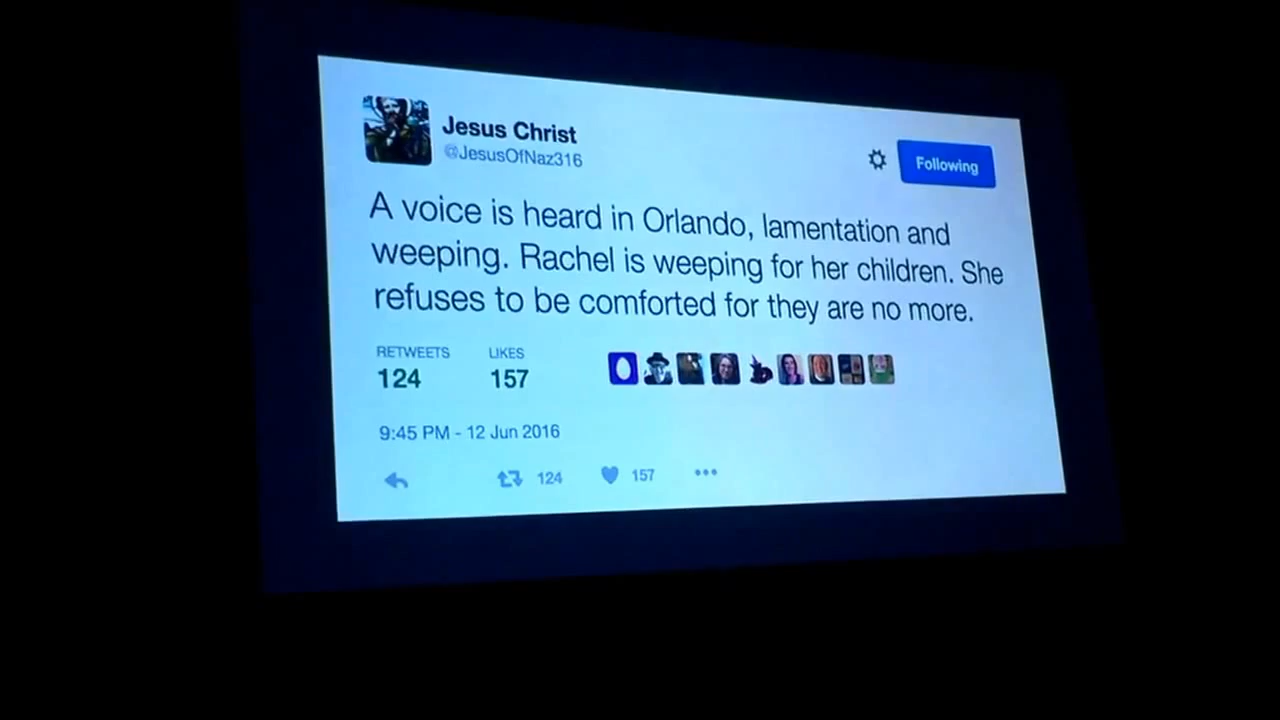 Jesus Christ
@JesusOfNaz316
Following
A voice is heard in Orlando, lamentation and
weeping. Rachel is weeping for her children. She
refuses to be comforted for they are no more.
RETWEETS LIKES
124 157
9:45 PM - 12 Jun 2016
124 157